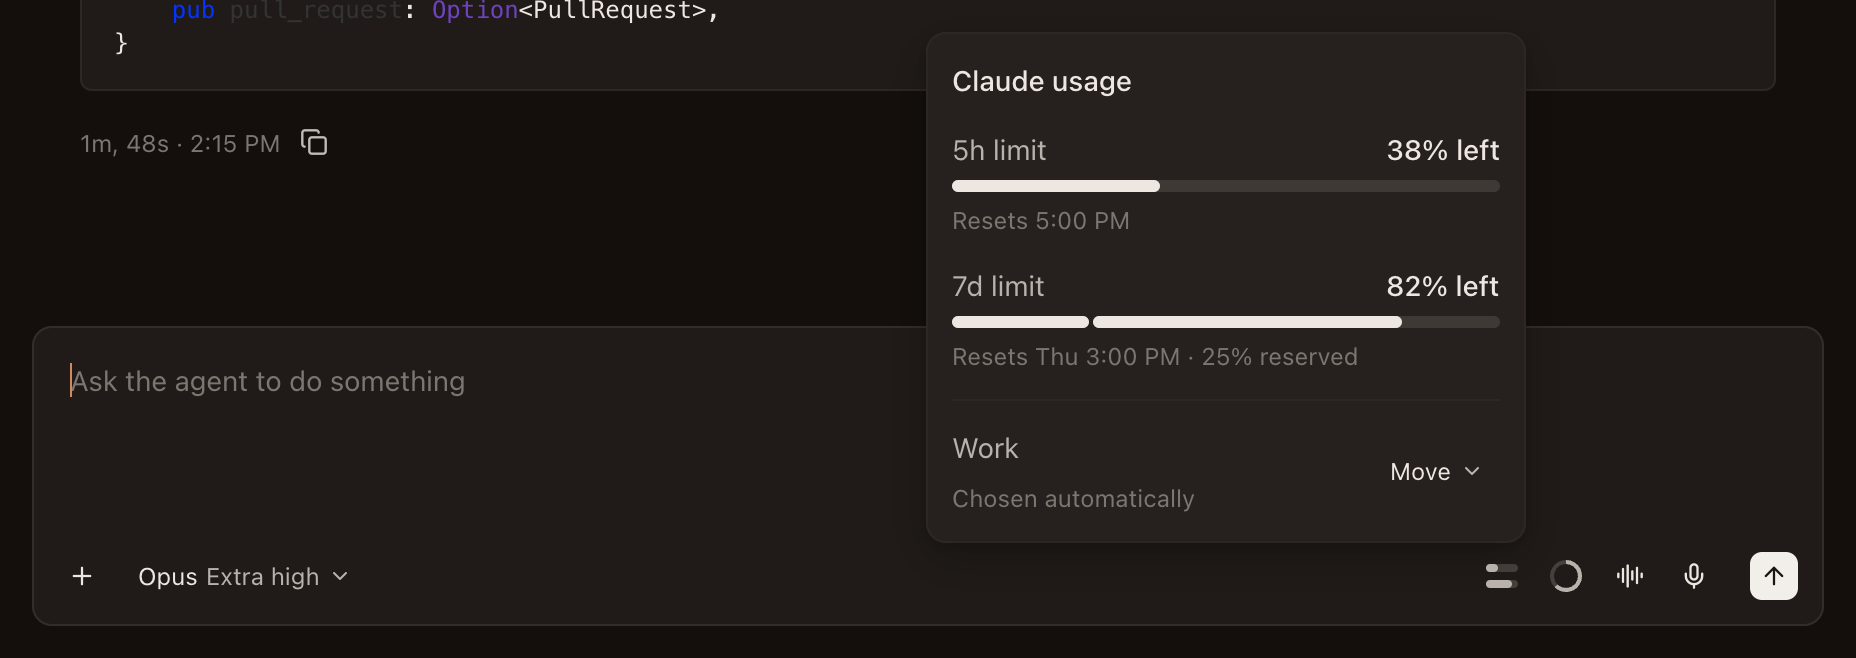 pub pull_request: Option<PullRequest>,
}
1m, 48s · 2:15 PM
Claude usage
5h limit
38% left
Resets 5:00 PM
7d limit
82% left
Resets Thu 3:00 PM · 25% reserved
Work
Chosen automatically
Move
Ask the agent to do something
Opus Extra high